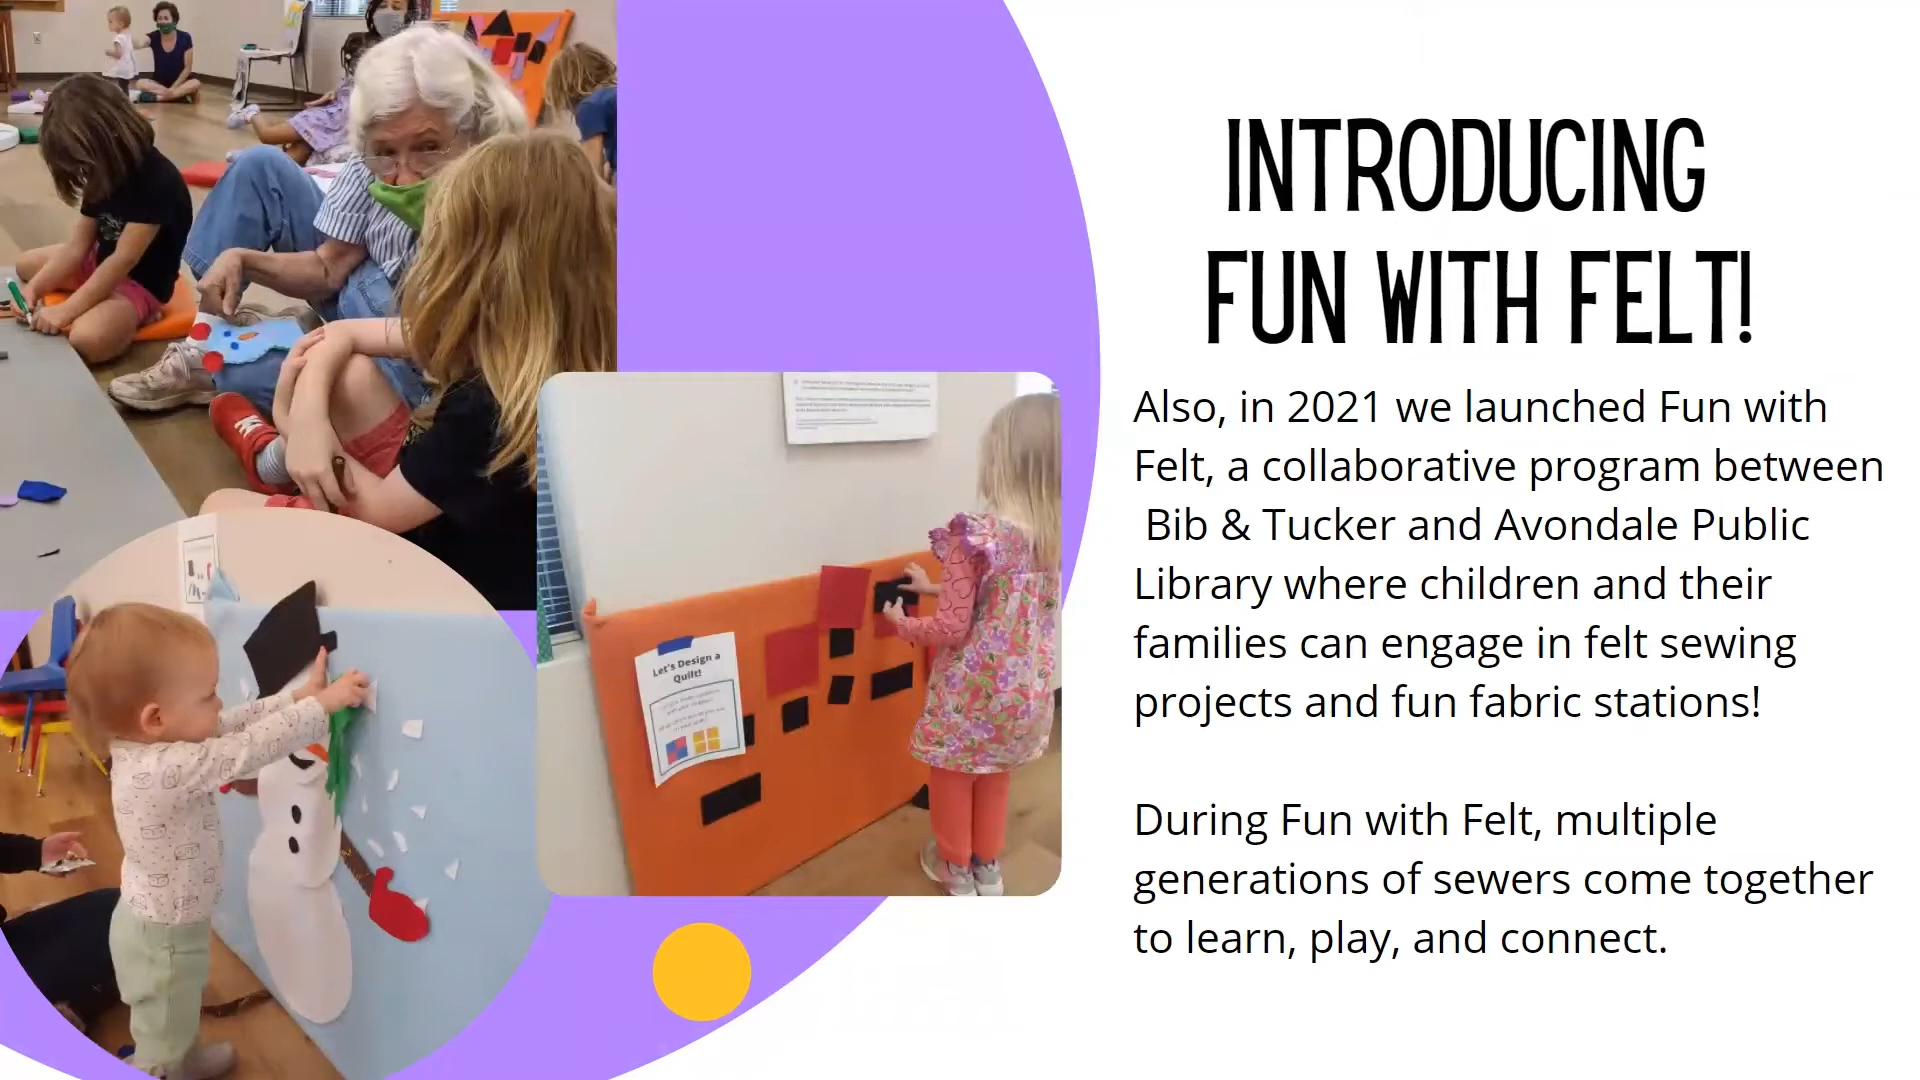 INTRODUCING
FUN WITH FELT!
Also, in 2021 we launched Fun with
Felt, a collaborative program between
Bib & Tucker and Avondale Public
Library where children and their
families can engage in felt sewing
projects and fun fabric stations!
During Fun with Felt, multiple
generations of sewers come together
to learn, play, and connect.
Let's Design a
Quilt!